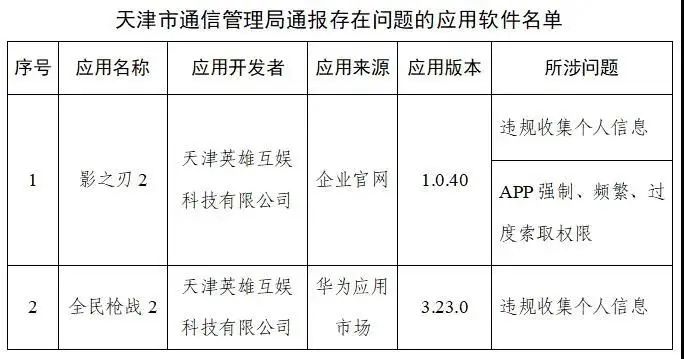 天津市通信管理局通报存在问题的应用软件名单
序号 应用名称 应用开发者 应用来源 应用版本 所涉问题
1 影之刃 2 天津英雄互娱科技有限公司 企业官网 1.0.40 违规收集个人信息
APP 强制、频繁、过度索取权限
2 全民枪战 2 天津英雄互娱科技有限公司 华为应用市场 3.23.0 违规收集个人信息